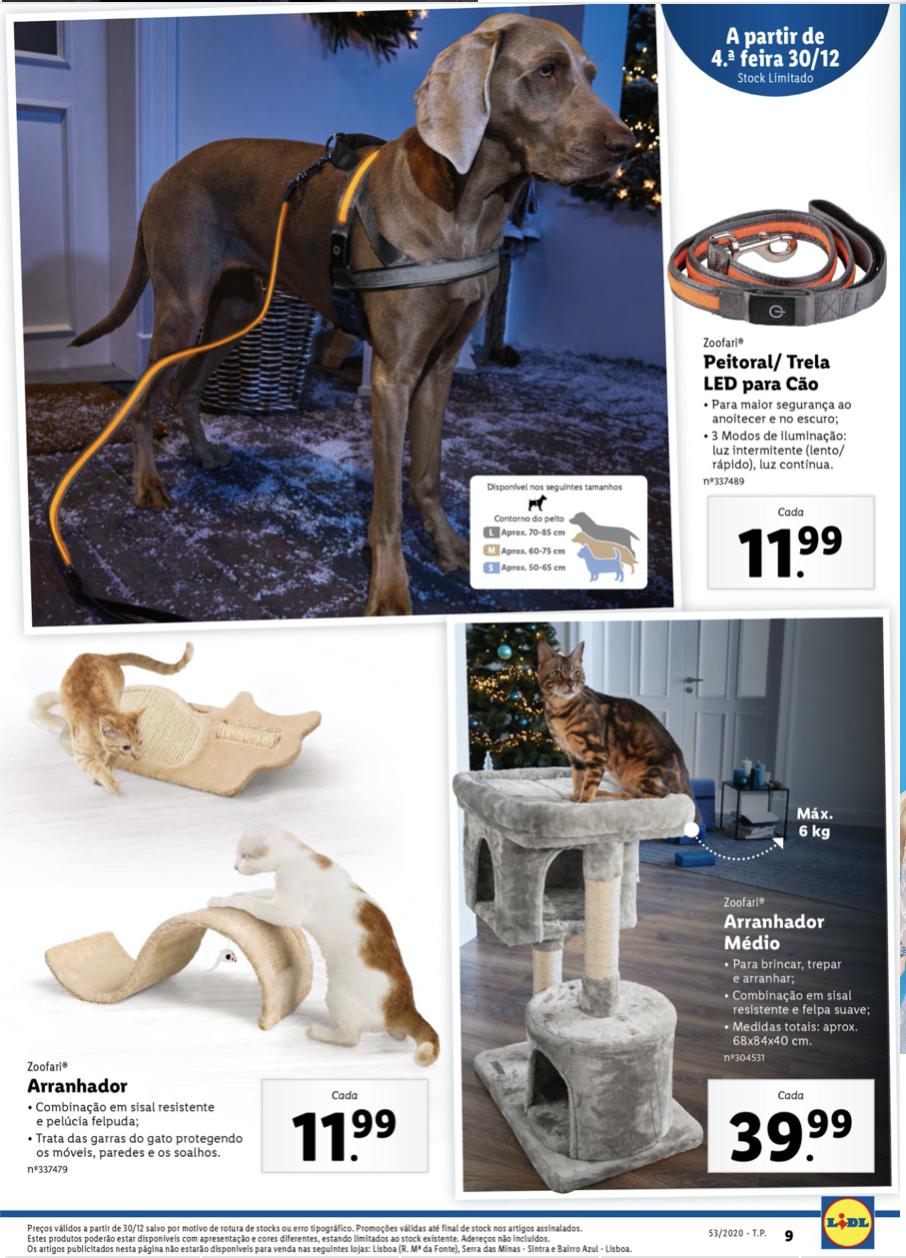 A partir de
4.ª feira 30/12
Stock Limitado
Zoofari®
Peitoral/ Trela
LED para Cão
• Para maior segurança ao
anoitecer e no escuro;
• 3 Modos de iluminação:
luz intermitente (lento/
rápido), luz contínua.
nº337489
Cada
11.99
Disponível nos seguintes tamanhos
Contorno do peito
L Aprox. 70-85 cm
M Aprox. 60-75 cm
S Aprox. 50-65 cm
Máx.
6 kg
Zoofari®
Arranhador
Médio
• Para brincar, trepar
e arranhar;
• Combinação em sisal
resistente e felpa suave;
• Medidas totais: aprox.
68x84x40 cm.
nº304531
Cada
39.99
Zoofari®
Arranhador
• Combinação em sisal resistente
e pelúcia felpuda;
• Trata das garras do gato protegendo
os móveis, paredes e os soalhos.
nº337479
Cada
11.99
Preços válidos a partir de 30/12 salvo por motivo de rotura de stocks ou erro tipográfico. Promoções válidas até final de stock nos artigos assinalados.
Estes produtos poderão estar disponíveis com apresentação e cores diferentes, estando limitados ao stock existente. Adereços não incluídos.
Os artigos publicitados nesta página não estarão disponíveis para venda nas seguintes lojas: Lisboa (R. Mª da Fonte), Serra das Minas - Sintra e Bairro Azul - Lisboa.
53/2020 - T.P. 9
LIDL